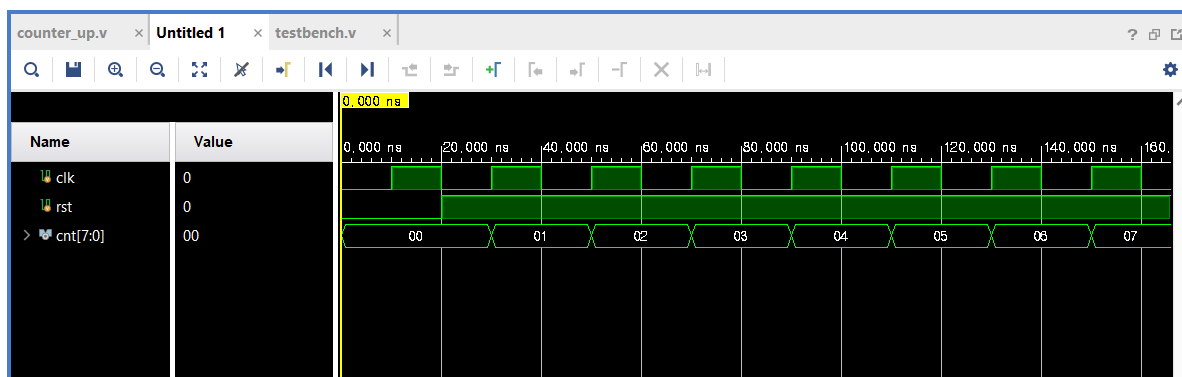 counter_up.v × Untitled 1 × testbench.v × ?
0.000 ns
Name Value
0.000 ns 20.000 ns 40.000 ns 60.000 ns 80.000 ns 100.000 ns 120.000 ns 140.000 ns 160.
clk 0
rst 0
cnt[7:0] 00 00 01 02 03 04 05 06 07